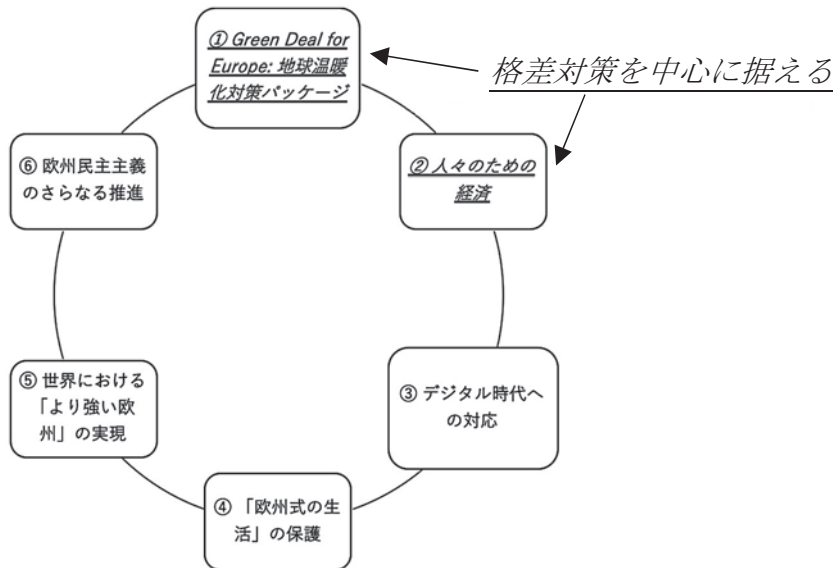 ① Green Deal for
Europe: 地球温暖
化対策パッケージ
格差対策を中心に据える
② 人々のための
経済
③ デジタル時代へ
の対応
④ 「欧州式の生
活」の保護
⑤ 世界における
「より強い欧
州」の実現
⑥ 欧州民主主義
のさらなる推進